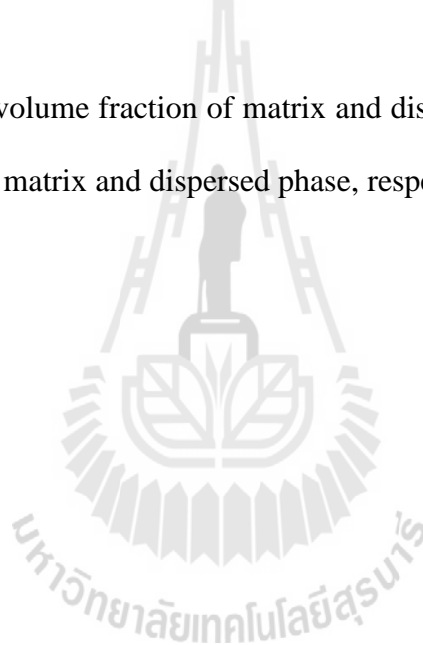 volume fraction of matrix and dis
matrix and dispersed phase, respe
มหาวิทยาลัยเทคโนโลยีสุรนารี